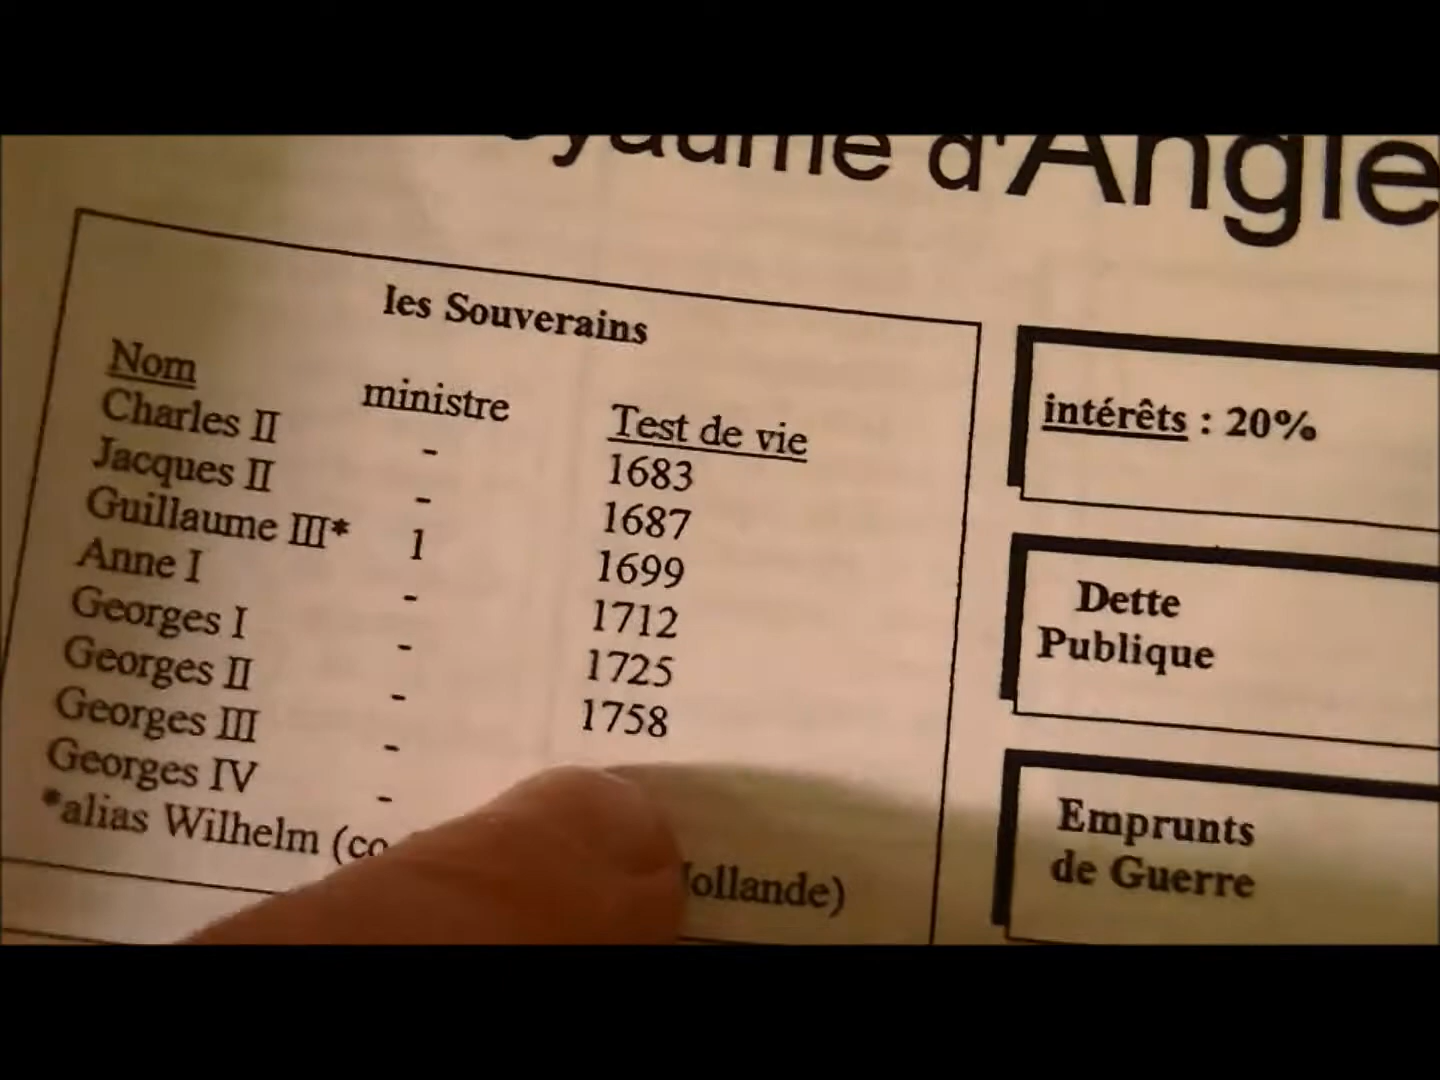 yaume d'Angle
les Souverains
Nom ministre Test de vie
Charles II - 1683
Jacques II - 1687
Guillaume III* 1 1699
Anne I - 1712
Georges I - 1725
Georges II - 1758
Georges III -
Georges IV -
*alias Wilhelm (co ollande)
intérêts : 20%
Dette
Publique
Emprunts
de Guerre